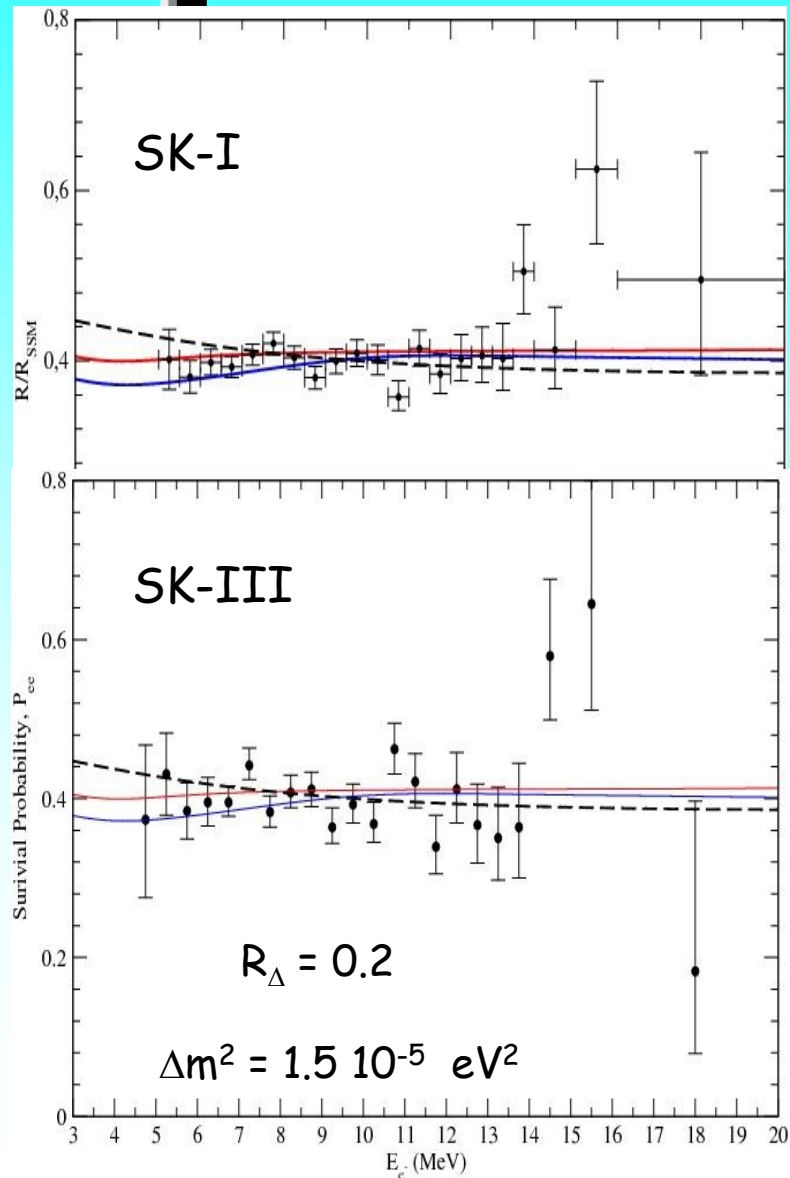 0,8
SK-I
0,6
R/R_SSM
0,4
0.8
SK-III
0.6
Surivial Probability, P_ee
0.4
0.2
R_Δ = 0.2
Δm² = 1.5 10⁻⁵ eV²
0
3 4 5 6 7 8 9 10 11 12 13 14 15 16 17 18 19 20
E_e⁻ (MeV)